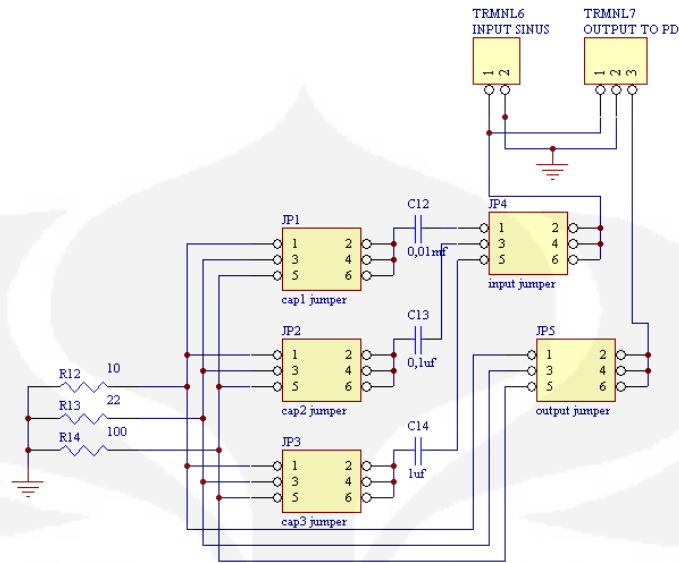 TRMNL6
INPUT SINUS
1 2
TRMNL7
OUTPUT TO PD
1 2 3
C12
0,01mf
JP4
1 2
3 4
5 6
input jumper
JP1
1 2
3 4
5 6
cap1 jumper
C13
0,1uf
JP2
1 2
3 4
5 6
cap2 jumper
JP5
1 2
3 4
5 6
output jumper
R12 10
R13 22
R14 100
C14
1uf
JP3
1 2
3 4
5 6
cap3 jumper